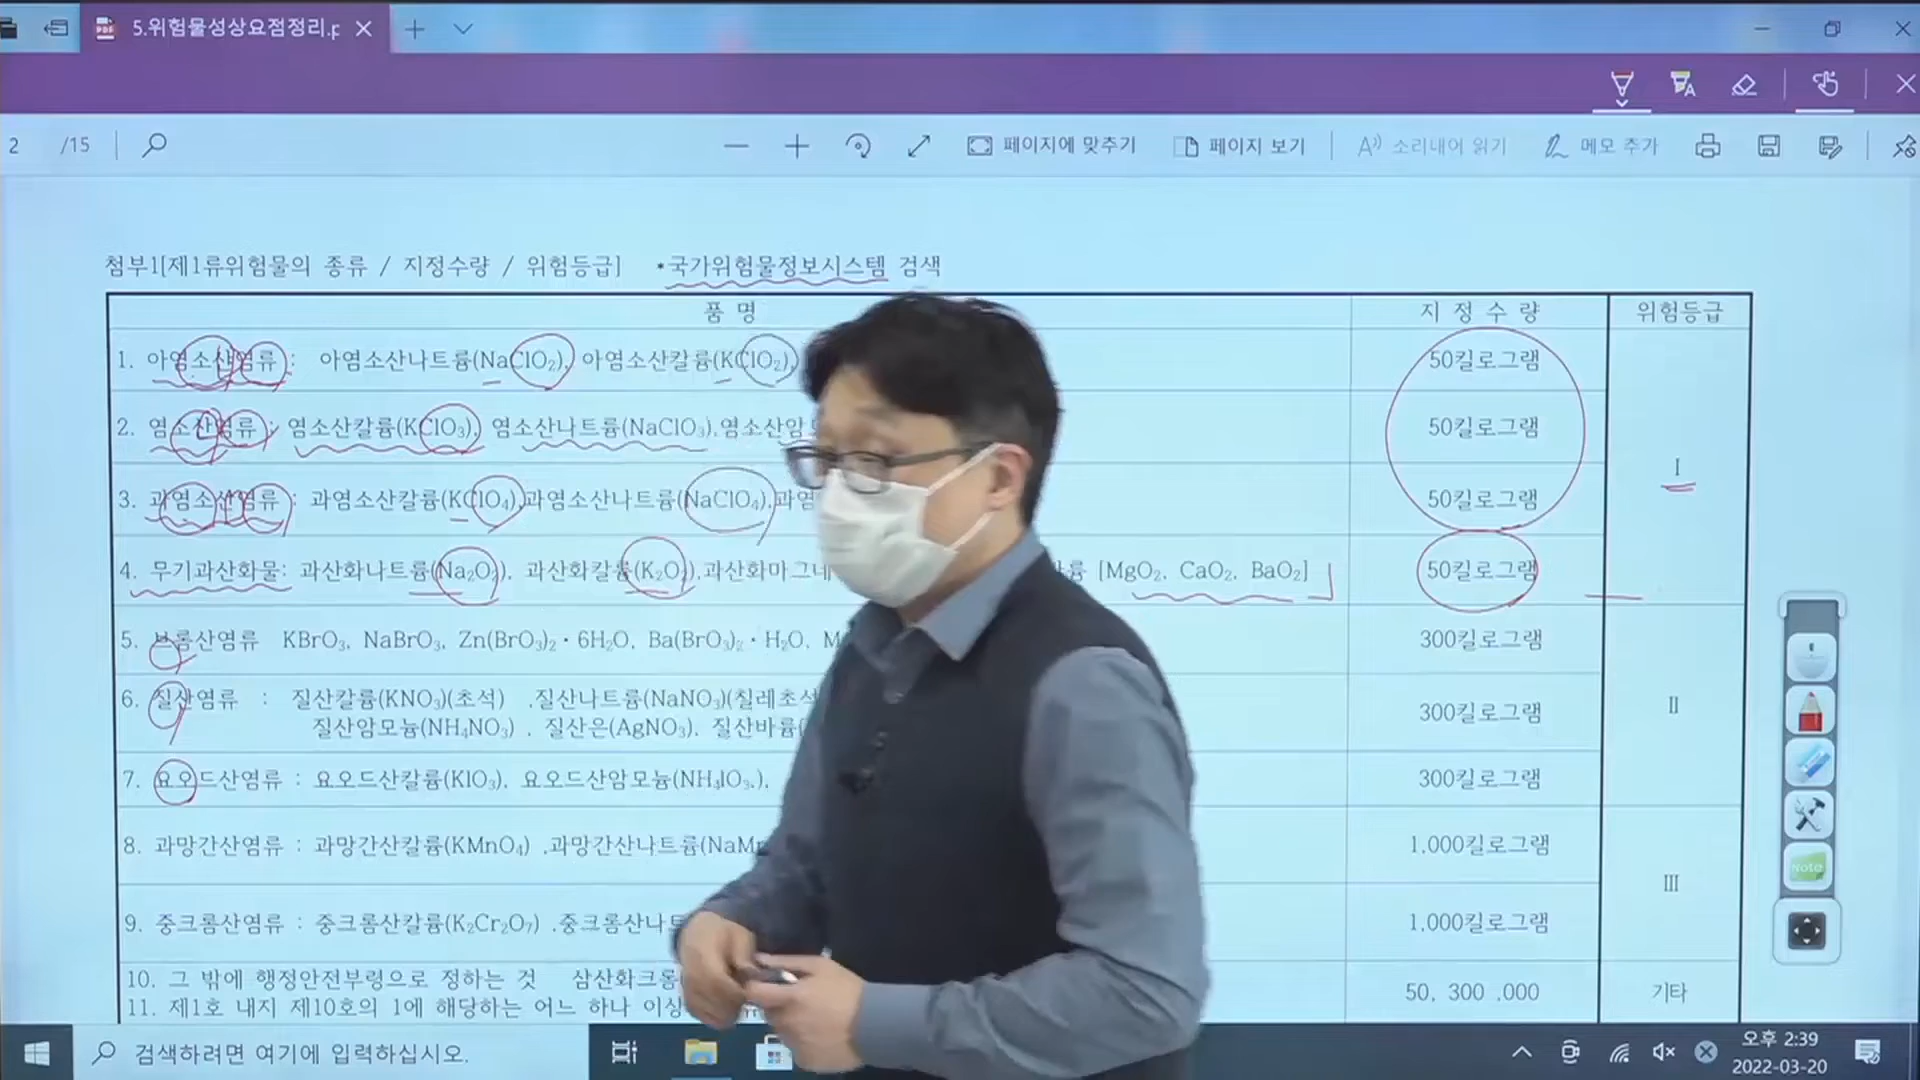 5.위험물성상요점정리.p
2 /15
페이지에 맞추기
페이지 보기
소리내어 읽기
메모 추가
첨부1[제1류위험물의 종류 / 지정수량 / 위험등급] *국가위험물정보시스템 검색
품 명 지 정 수 량 위험등급
1. 아염소산염류 : 아염소산나트륨(NaClO₂), 아염소산칼륨(KClO₂), 50킬로그램
2. 염소산염류 : 염소산칼륨(KClO₃), 염소산나트륨(NaClO₃),염소산암 50킬로그램
I
3. 과염소산염류 : 과염소산칼륨(KClO₄),과염소산나트륨(NaClO₄),과염 50킬로그램
4. 무기과산화물: 과산화나트륨(Na₂O₂), 과산화칼륨(K₂O₂),과산화마그네 륨 [MgO₂, CaO₂, BaO₂] 50킬로그램
5. 브롬산염류 KBrO₃, NaBrO₃, Zn(BrO₃)₂·6H₂O, Ba(BrO₃)₂·H₂O, M 300킬로그램
6. 질산염류 : 질산칼륨(KNO₃)(초석) ,질산나트륨(NaNO₃)(칠레초석 300킬로그램 II
질산암모늄(NH₄NO₃) , 질산은(AgNO₃), 질산바륨(
7. 요오드산염류 : 요오드산칼륨(KIO₃), 요오드산암모늄(NH₄IO₃.), 300킬로그램
8. 과망간산염류 : 과망간산칼륨(KMnO₄) ,과망간산나트륨(NaMn 1,000킬로그램
III
9. 중크롬산염류 : 중크롬산칼륨(K₂Cr₂O₇) ,중크롬산나트 1,000킬로그램
10. 그 밖에 행정안전부령으로 정하는 것 삼산화크롬( 50, 300 ,000 기타
11. 제1호 내지 제10호의 1에 해당하는 어느 하나 이상
Note
검색하려면 여기에 입력하십시오.
오후 2:39
2022-03-20